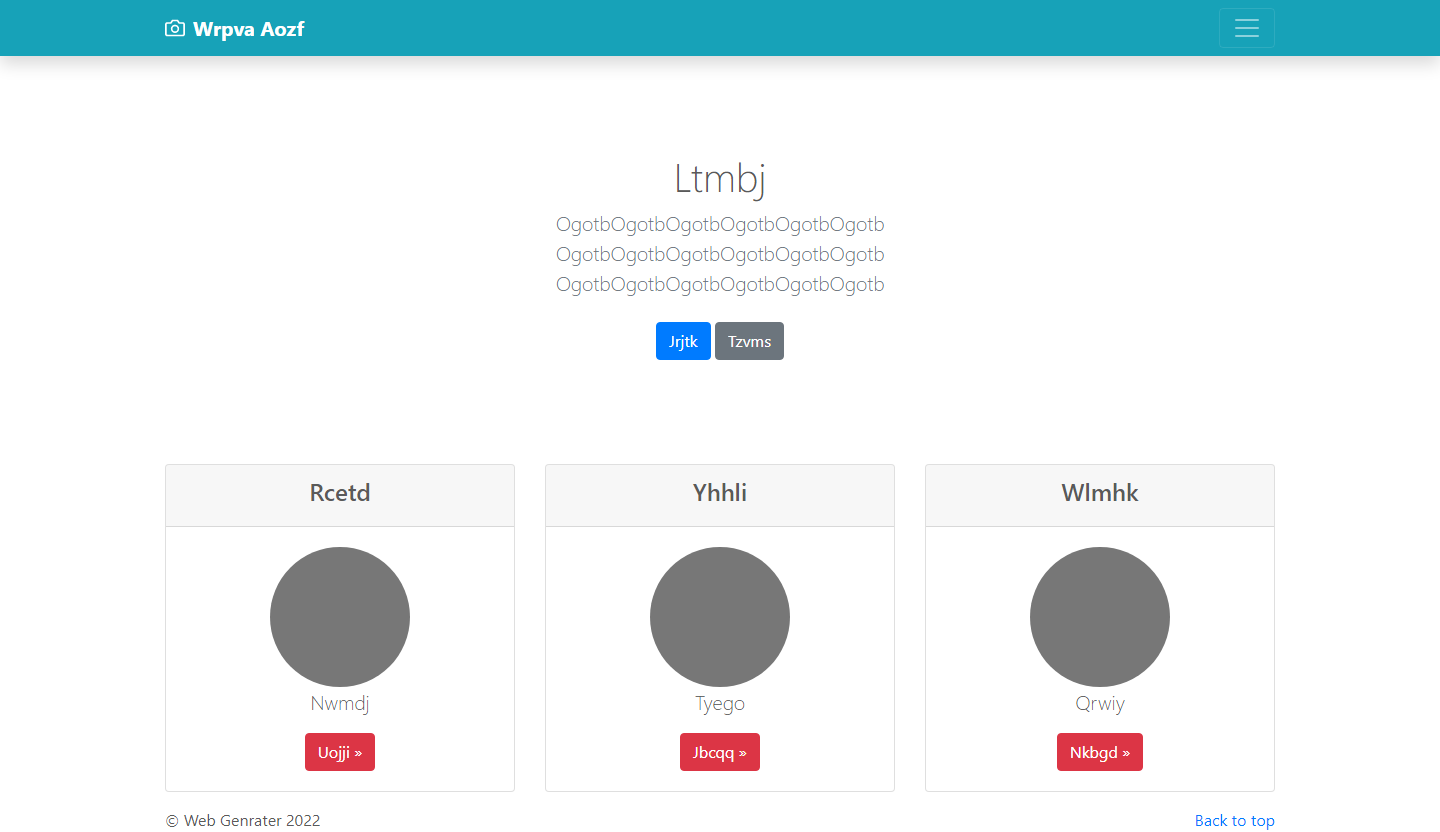 Wrpva Aozf
Ltmbj
OgotbOgotbOgotbOgotbOgotbOgotb
OgotbOgotbOgotbOgotbOgotbOgotb
OgotbOgotbOgotbOgotbOgotbOgotb
Jrjtk Tzvms
Rcetd Yhhli Wlmhk
Nwmdj Tyego Qrwiy
Uojji » Jbcqq » Nkbgd »
© Web Genrater 2022 Back to top